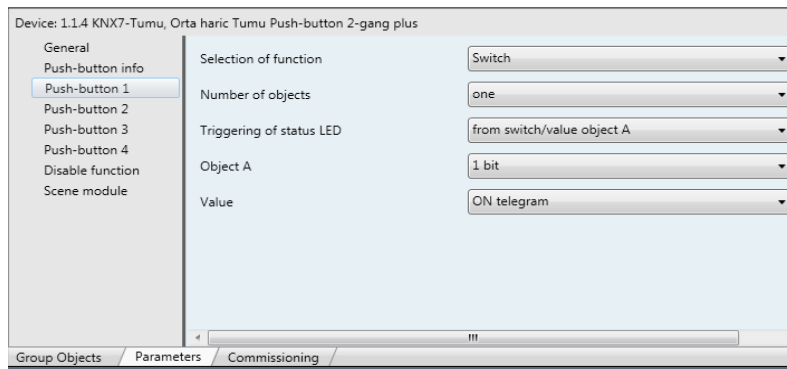 Device: 1.1.4 KNX7-Tumu, Orta haric Tumu Push-button 2-gang plus
General
Push-button info
Push-button 1
Push-button 2
Push-button 3
Push-button 4
Disable function
Scene module
Selection of function Switch
Number of objects one
Triggering of status LED from switch/value object A
Object A 1 bit
Value ON telegram
Group Objects Parameters Commissioning